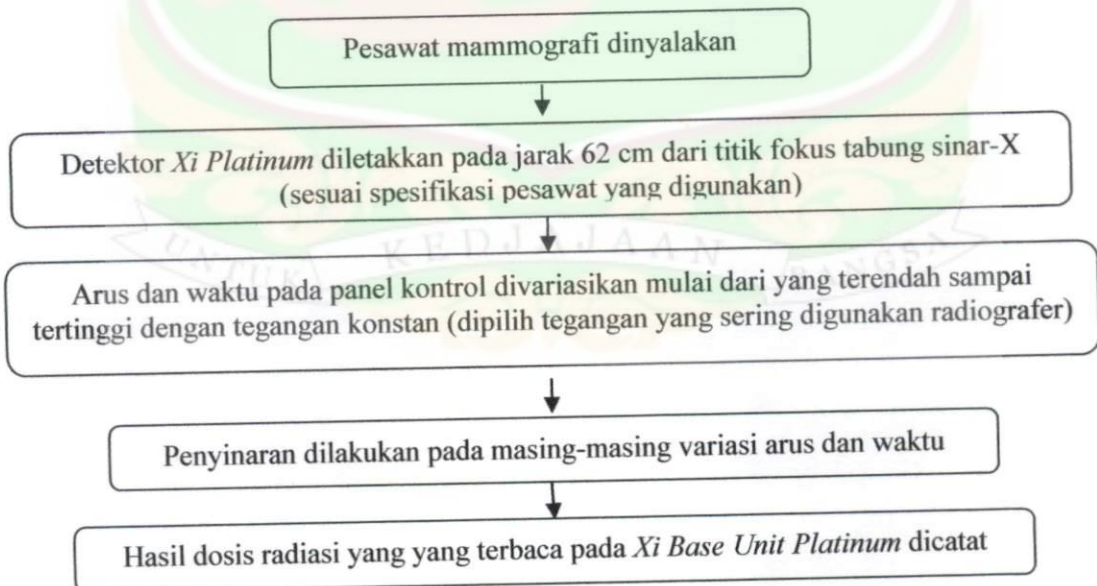 Pesawat mammografi dinyalakan
Detektor Xi Platinum diletakkan pada jarak 62 cm dari titik fokus tabung sinar-X
(sesuai spesifikasi pesawat yang digunakan)
UNTUK KEDJAJAAN BANGSA
Arus dan waktu pada panel kontrol divariasikan mulai dari yang terendah sampai
tertinggi dengan tegangan konstan (dipilih tegangan yang sering digunakan radiografer)
Penyinaran dilakukan pada masing-masing variasi arus dan waktu
Hasil dosis radiasi yang yang terbaca pada Xi Base Unit Platinum dicatat